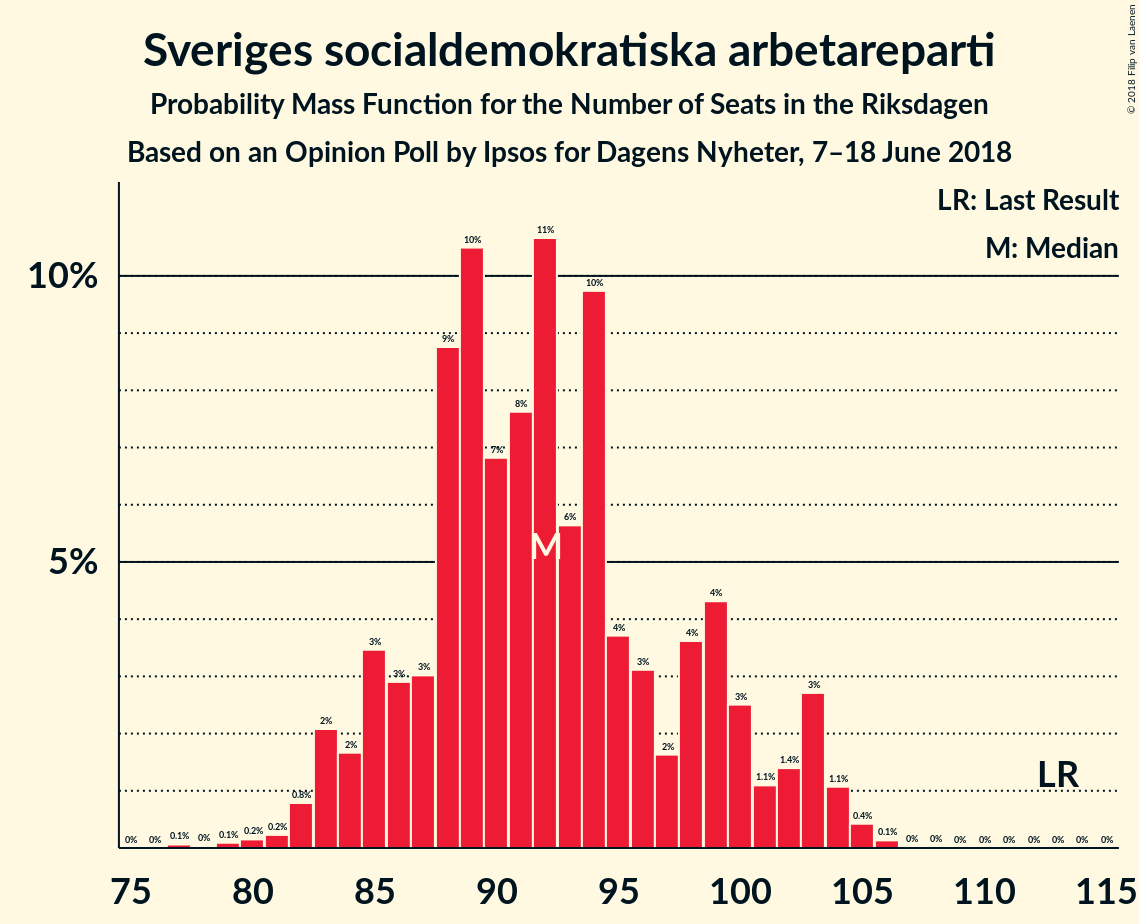 Sveriges socialdemokratiska arbetareparti
Probability Mass Function for the Number of Seats in the Riksdagen
Based on an Opinion Poll by Ipsos for Dagens Nyheter, 7–18 June 2018
© 2018 Filip van Laenen
LR: Last Result
M: Median
10%
5%
0% 0% 0.1% 0% 0.1% 0.2% 0.2% 0.8% 2% 2% 3% 3% 3% 9% 10% 7% 8% 11% 6% 10% 4% 3% 2% 4% 4% 3% 1.1% 1.4% 3% 1.1% 0.4% 0.1% 0% 0% 0% 0% 0% 0% 0% 0% 0%
M
LR
75 80 85 90 95 100 105 110 115